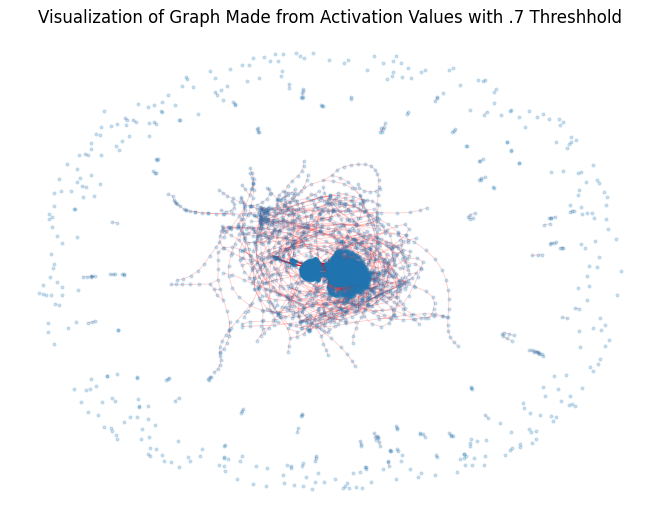 Visualization of Graph Made from Activation Values with .7 Threshhold